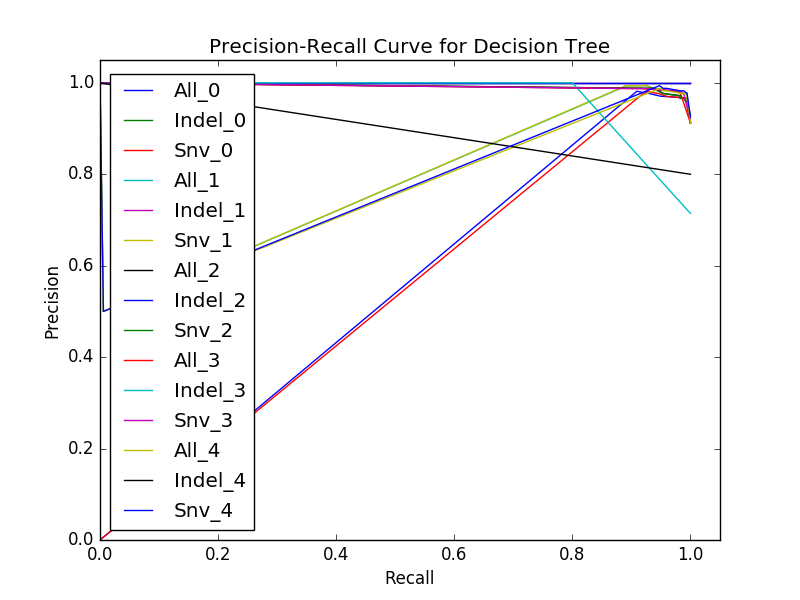 Precision-Recall Curve for Decision Tree
1.0
0.8
0.6
0.4
0.2
0.0
Precision
All_0
Indel_0
Snv_0
All_1
Indel_1
Snv_1
All_2
Indel_2
Snv_2
All_3
Indel_3
Snv_3
All_4
Indel_4
Snv_4
0.0 0.2 0.4 0.6 0.8 1.0
Recall